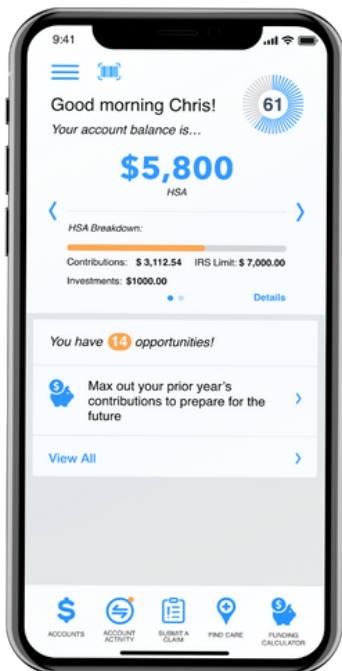 9:41
Good morning Chris!
61
Your account balance is...
$5,800
HSA
HSA Breakdown:
Contributions: $ 3,112.54 IRS Limit: $ 7,000.00
Investments: $1000.00
Details
You have 14 opportunities!
Max out your prior year's
contributions to prepare for the
future
View All
ACCOUNTS
ACCOUNT
ACTIVITY
SUBMIT A
CLAIM
FIND CARE
FUNDING
CALCULATOR